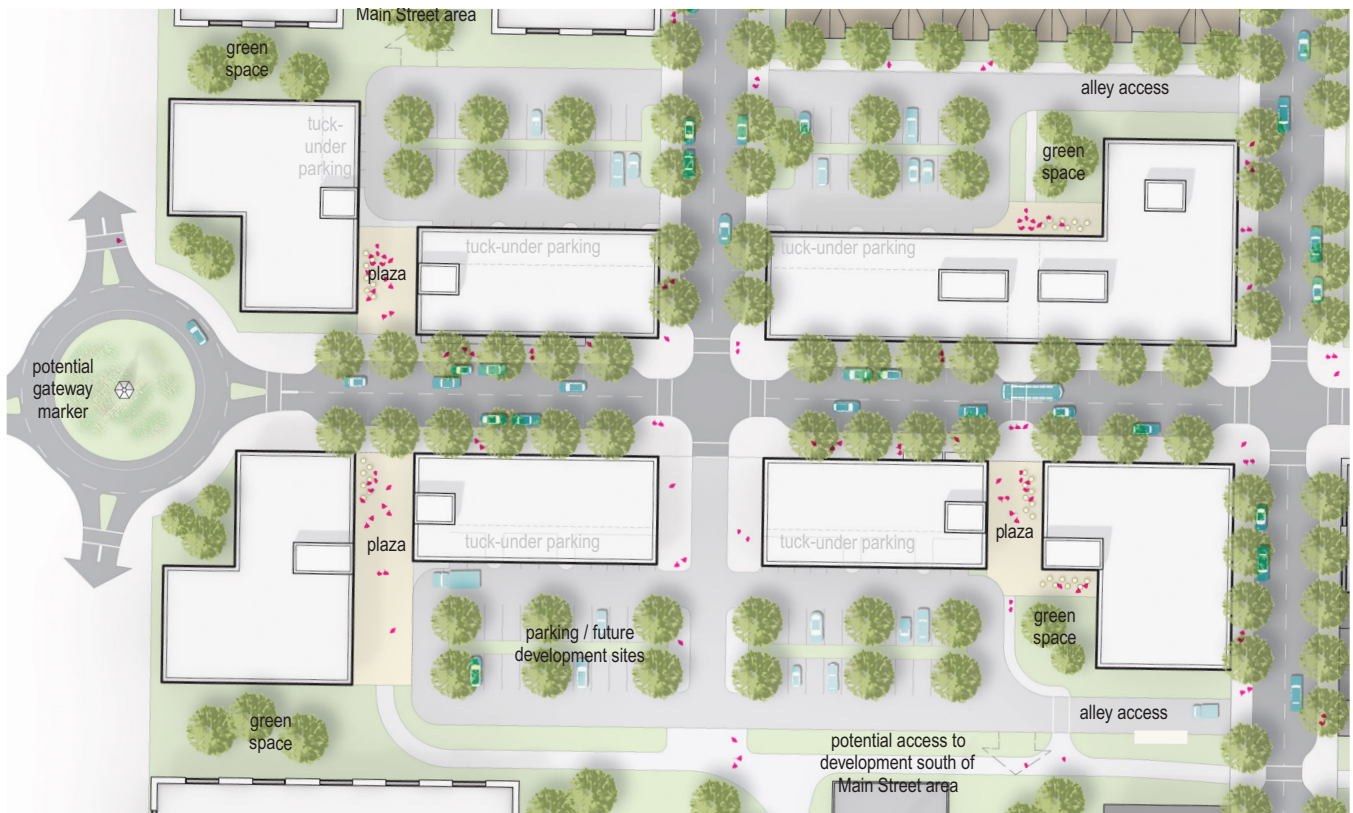 Main Street area
green
space
alley access
tuck-
under
parking
green
space
tuck-under parking
tuck-under parking
plaza
potential
gateway
marker
plaza
tuck-under parking
tuck-under parking
plaza
parking / future
development sites
green
space
green
space
alley access
potential access to
development south of
Main Street area